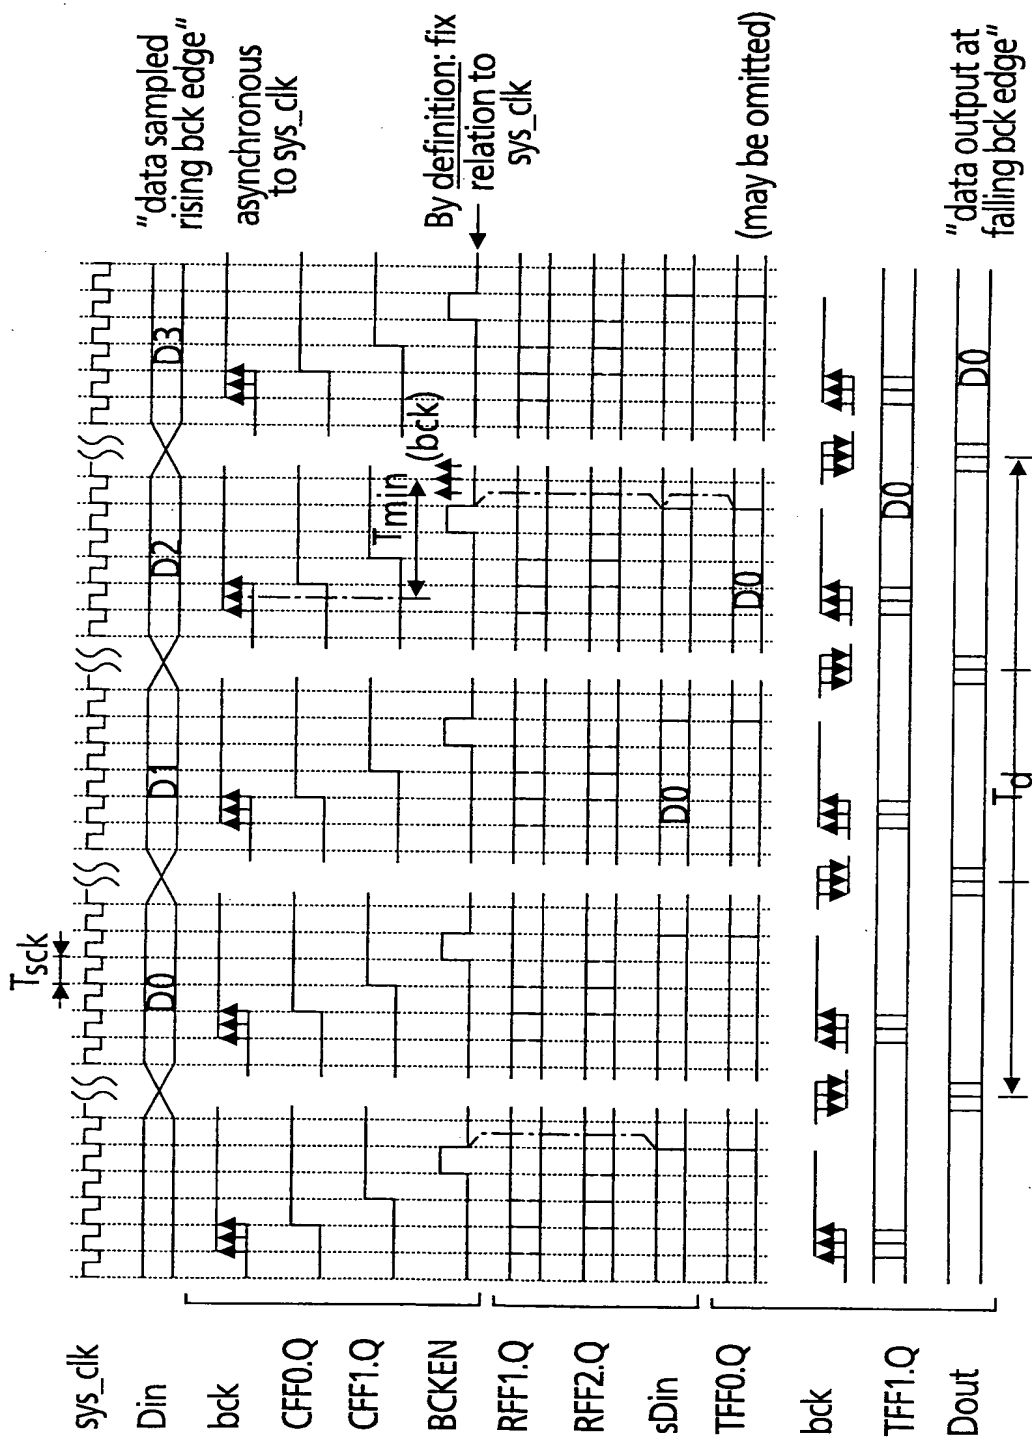 sys_clk
Din
bck
CFF0.Q
CFF1.Q
BCKEN
RFF1.Q
RFF2.Q
sDin
TFF0.Q
bck
TFF1.Q
Dout
Tsck
D0
D1
D2
D3
Tmin (bck)
D0
D0
D0
D0
Td
"data sampled
rising bck edge"
asynchronous
to sys_clk
By definition: fix
relation to
sys_clk
(may be omitted)
"data output at
falling bck edge"